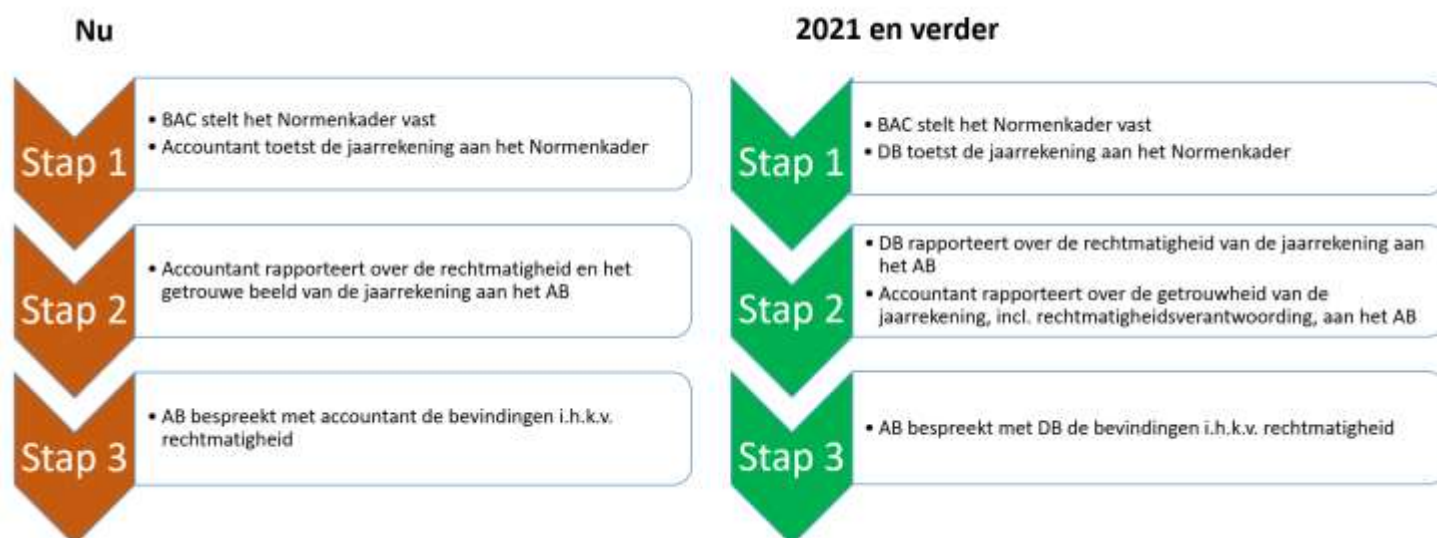 Nu
Stap 1
• BAC stelt het Normenkader vast
• Accountant toetst de jaarrekening aan het Normenkader
Stap 2
• Accountant rapporteert over de rechtmatigheid en het
getrouwe beeld van de jaarrekening aan het AB
Stap 3
• AB bespreekt met accountant de bevindingen i.h.k.v.
rechtmatigheid
2021 en verder
Stap 1
• BAC stelt het Normenkader vast
• DB toetst de jaarrekening aan het Normenkader
Stap 2
• DB rapporteert over de rechtmatigheid van de jaarrekening aan
het AB
• Accountant rapporteert over de getrouwheid van de
jaarrekening, incl. rechtmatigheidsverantwoording, aan het AB
Stap 3
• AB bespreekt met DB de bevindingen i.h.k.v. rechtmatigheid